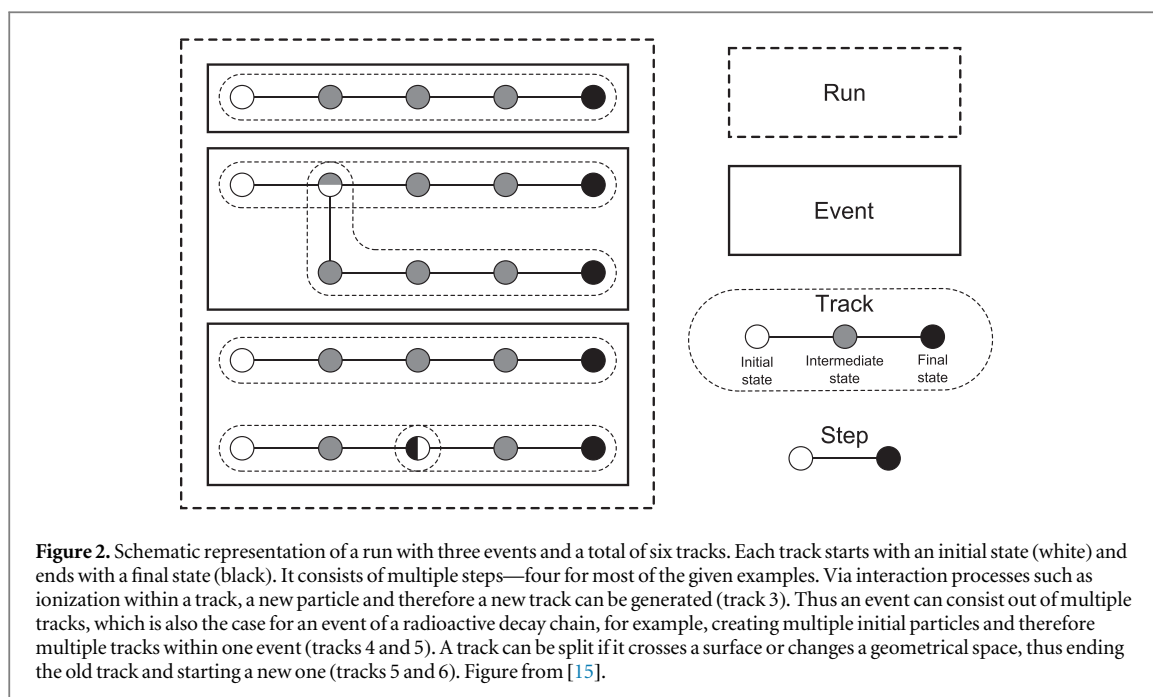 Run
Event
Track
Initial state
Intermediate state
Final state
Step
Figure 2. Schematic representation of a run with three events and a total of six tracks. Each track starts with an initial state (white) and
ends with a final state (black). It consists of multiple steps—four for most of the given examples. Via interaction processes such as
ionization within a track, a new particle and therefore a new track can be generated (track 3). Thus an event can consist out of multiple
tracks, which is also the case for an event of a radioactive decay chain, for example, creating multiple initial particles and therefore
multiple tracks within one event (tracks 4 and 5). A track can be split if it crosses a surface or changes a geometrical space, thus ending
the old track and starting a new one (tracks 5 and 6). Figure from [15].